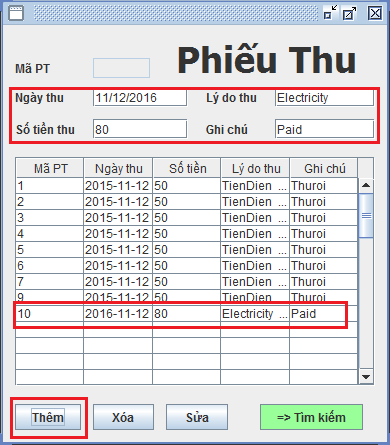 Phiếu Thu
Mã PT
Ngày thu 11/12/2016 Lý do thu Electricity
Số tiền thu 80 Ghi chú Paid
Mã PT Ngày thu Số tiền Lý do thu Ghi chú
1 2015-11-12 50 TienDien ... Thuroi
2 2015-11-12 50 TienDien ... Thuroi
3 2015-11-12 50 TienDien ... Thuroi
4 2015-11-12 50 TienDien ... Thuroi
5 2015-11-12 50 TienDien ... Thuroi
6 2015-11-12 50 TienDien ... Thuroi
7 2015-11-12 50 TienDien ... Thuroi
9 2015-11-12 50 TienDien ... Thuroi
10 2016-11-12 80 Electricity ... Paid
Thêm Xóa Sửa => Tìm kiếm